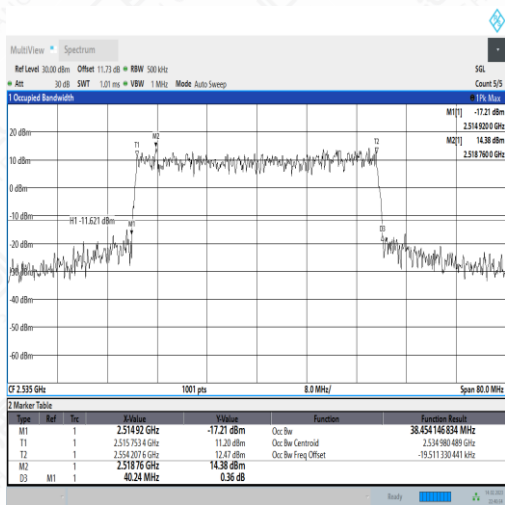 MultiView Spectrum
Ref Level 30.00 dBm Offset 11.73 dB RBW 500 kHz SGL
Att 30 dB SWT 1.01 ms VBW 1 MHz Mode Auto Sweep Count 5/5
1 Occupied Bandwidth 1Pk Max
M1[1] -17.21 dBm
2.514 920 0 GHz
M2[1] 14.38 dBm
2.518 760 0 GHz
20 dBm
T1 M2 T2
10 dBm
0 dBm
-10 dBm
H1 -11.621 dBm
M1
D3
-20 dBm
-30 dBm
-40 dBm
-50 dBm
-60 dBm
CF 2.535 GHz 1001 pts 8.0 MHz/ Span 80.0 MHz
2 Marker Table
Type Ref Trc X-Value Y-Value Function Function Result
M1 1 2.514 92 GHz -17.21 dBm Occ Bw 38.454 146 834 MHz
T1 1 2.515 753 4 GHz 11.20 dBm Occ Bw Centroid 2.534 980 489 GHz
T2 1 2.554 207 6 GHz 12.47 dBm Occ Bw Freq Offset -19.511 330 441 kHz
M2 1 2.518 76 GHz 14.38 dBm
D3 M1 1 40.24 MHz 0.36 dB
Ready